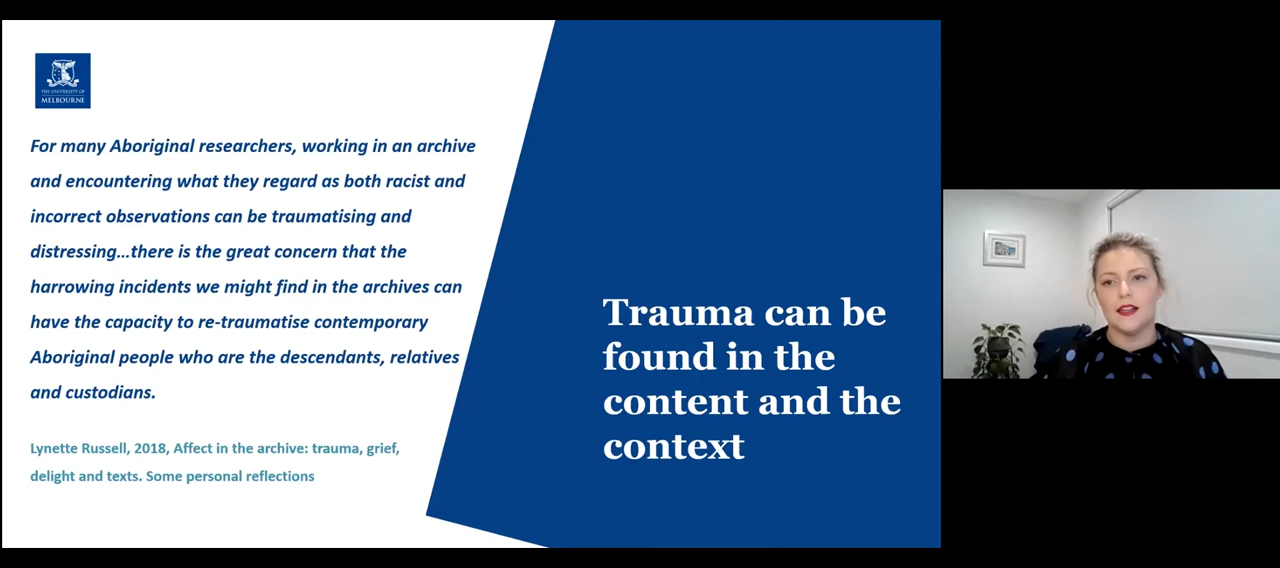 THE UNIVERSITY OF
MELBOURNE
For many Aboriginal researchers, working in an archive
and encountering what they regard as both racist and
incorrect observations can be traumatising and
distressing…there is the great concern that the
harrowing incidents we might find in the archives can
have the capacity to re-traumatise contemporary
Aboriginal people who are the descendants, relatives
and custodians.
Lynette Russell, 2018, Affect in the archive: trauma, grief,
delight and texts. Some personal reflections
Trauma can be
found in the
content and the
context